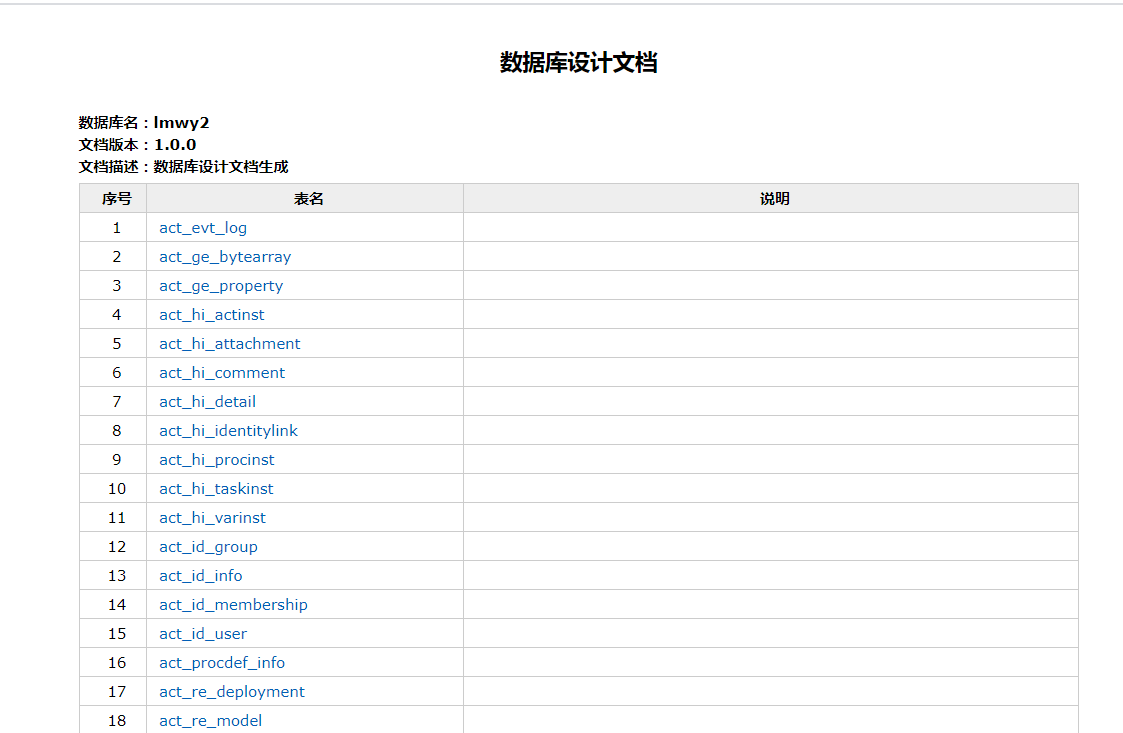 数据库设计文档
数据库名：lmwy2
文档版本：1.0.0
文档描述：数据库设计文档生成
序号 表名 说明
1 act_evt_log
2 act_ge_bytearray
3 act_ge_property
4 act_hi_actinst
5 act_hi_attachment
6 act_hi_comment
7 act_hi_detail
8 act_hi_identitylink
9 act_hi_procinst
10 act_hi_taskinst
11 act_hi_varinst
12 act_id_group
13 act_id_info
14 act_id_membership
15 act_id_user
16 act_procdef_info
17 act_re_deployment
18 act_re_model